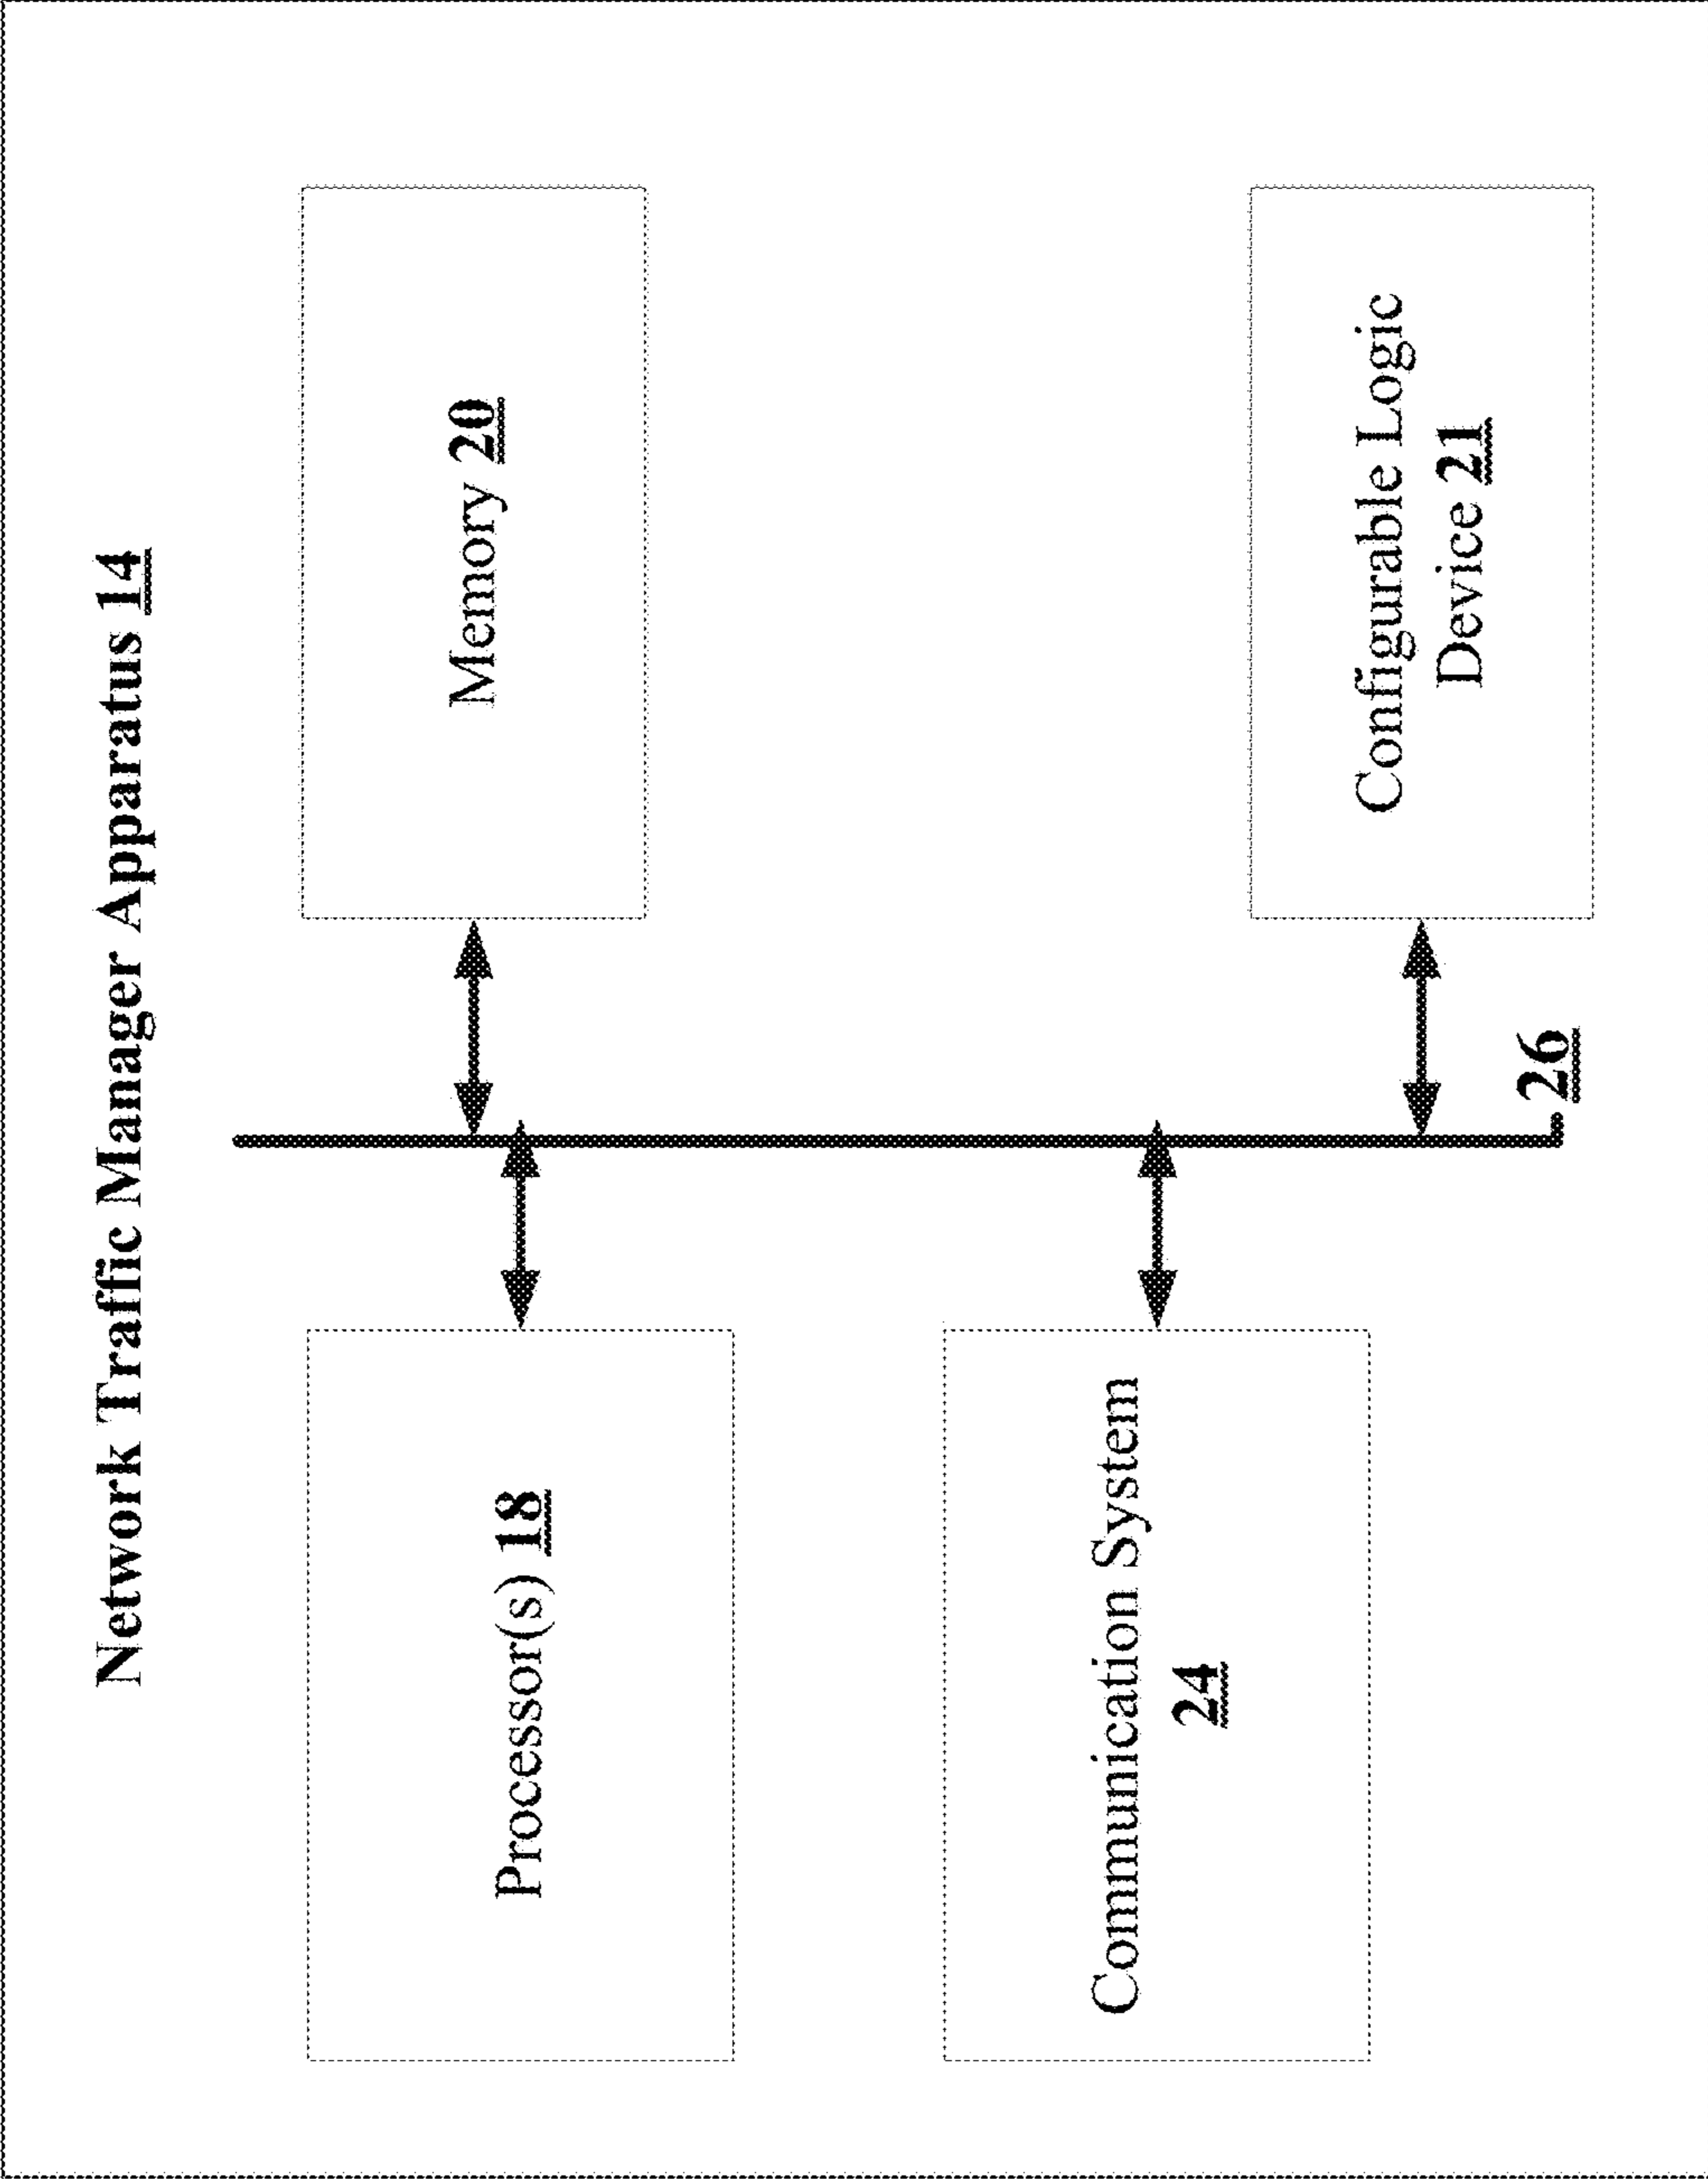 Network Traffic Manager Apparatus 14
Processor(s) 18
Memory 20
Communication System
24
Configurable Logic
Device 21
26